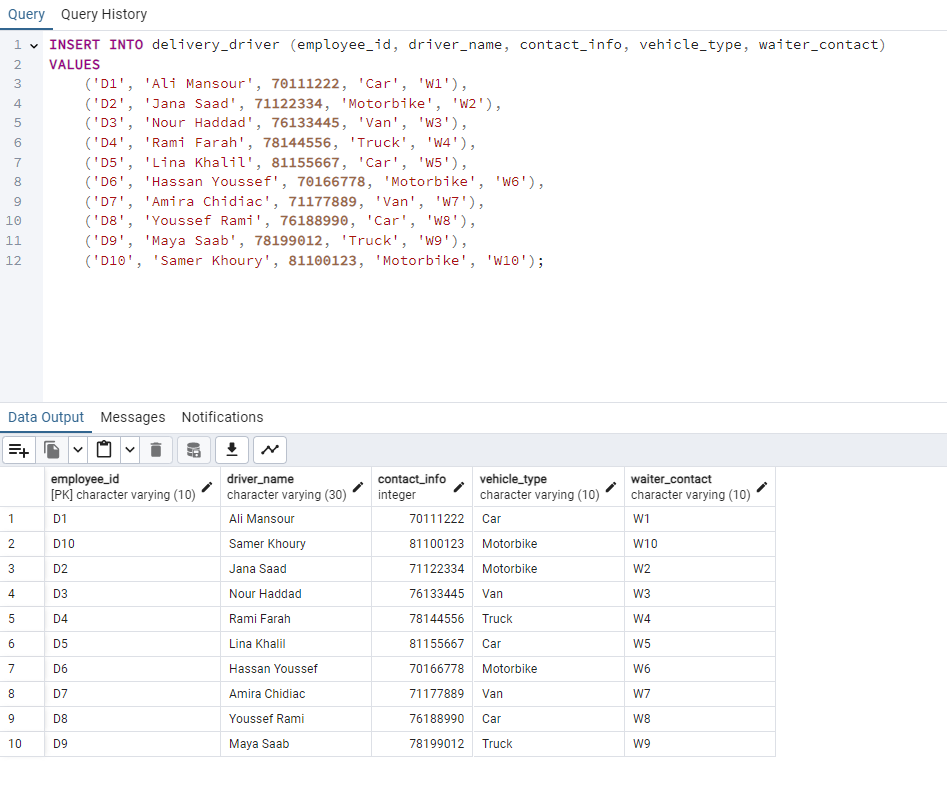 Query Query History
1 INSERT INTO delivery_driver (employee_id, driver_name, contact_info, vehicle_type, waiter_contact)
2 VALUES
3 ('D1', 'Ali Mansour', 70111222, 'Car', 'W1'),
4 ('D2', 'Jana Saad', 71122334, 'Motorbike', 'W2'),
5 ('D3', 'Nour Haddad', 76133445, 'Van', 'W3'),
6 ('D4', 'Rami Farah', 78144556, 'Truck', 'W4'),
7 ('D5', 'Lina Khalil', 81155667, 'Car', 'W5'),
8 ('D6', 'Hassan Youssef', 70166778, 'Motorbike', 'W6'),
9 ('D7', 'Amira Chidiac', 71177889, 'Van', 'W7'),
10 ('D8', 'Youssef Rami', 76188990, 'Car', 'W8'),
11 ('D9', 'Maya Saab', 78199012, 'Truck', 'W9'),
12 ('D10', 'Samer Khoury', 81100123, 'Motorbike', 'W10');
Data Output Messages Notifications
employee_id driver_name contact_info vehicle_type waiter_contact
[PK] character varying (10) character varying (30) integer character varying (10) character varying (10)
1 D1 Ali Mansour 70111222 Car W1
2 D10 Samer Khoury 81100123 Motorbike W10
3 D2 Jana Saad 71122334 Motorbike W2
4 D3 Nour Haddad 76133445 Van W3
5 D4 Rami Farah 78144556 Truck W4
6 D5 Lina Khalil 81155667 Car W5
7 D6 Hassan Youssef 70166778 Motorbike W6
8 D7 Amira Chidiac 71177889 Van W7
9 D8 Youssef Rami 76188990 Car W8
10 D9 Maya Saab 78199012 Truck W9